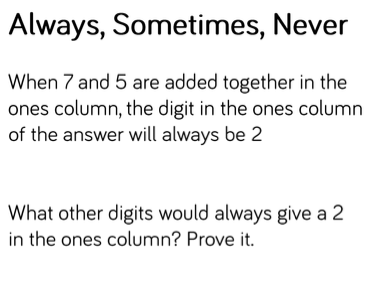 Always, Sometimes, Never
When 7 and 5 are added together in the
ones column, the digit in the ones column
of the answer will always be 2
What other digits would always give a 2
in the ones column? Prove it.